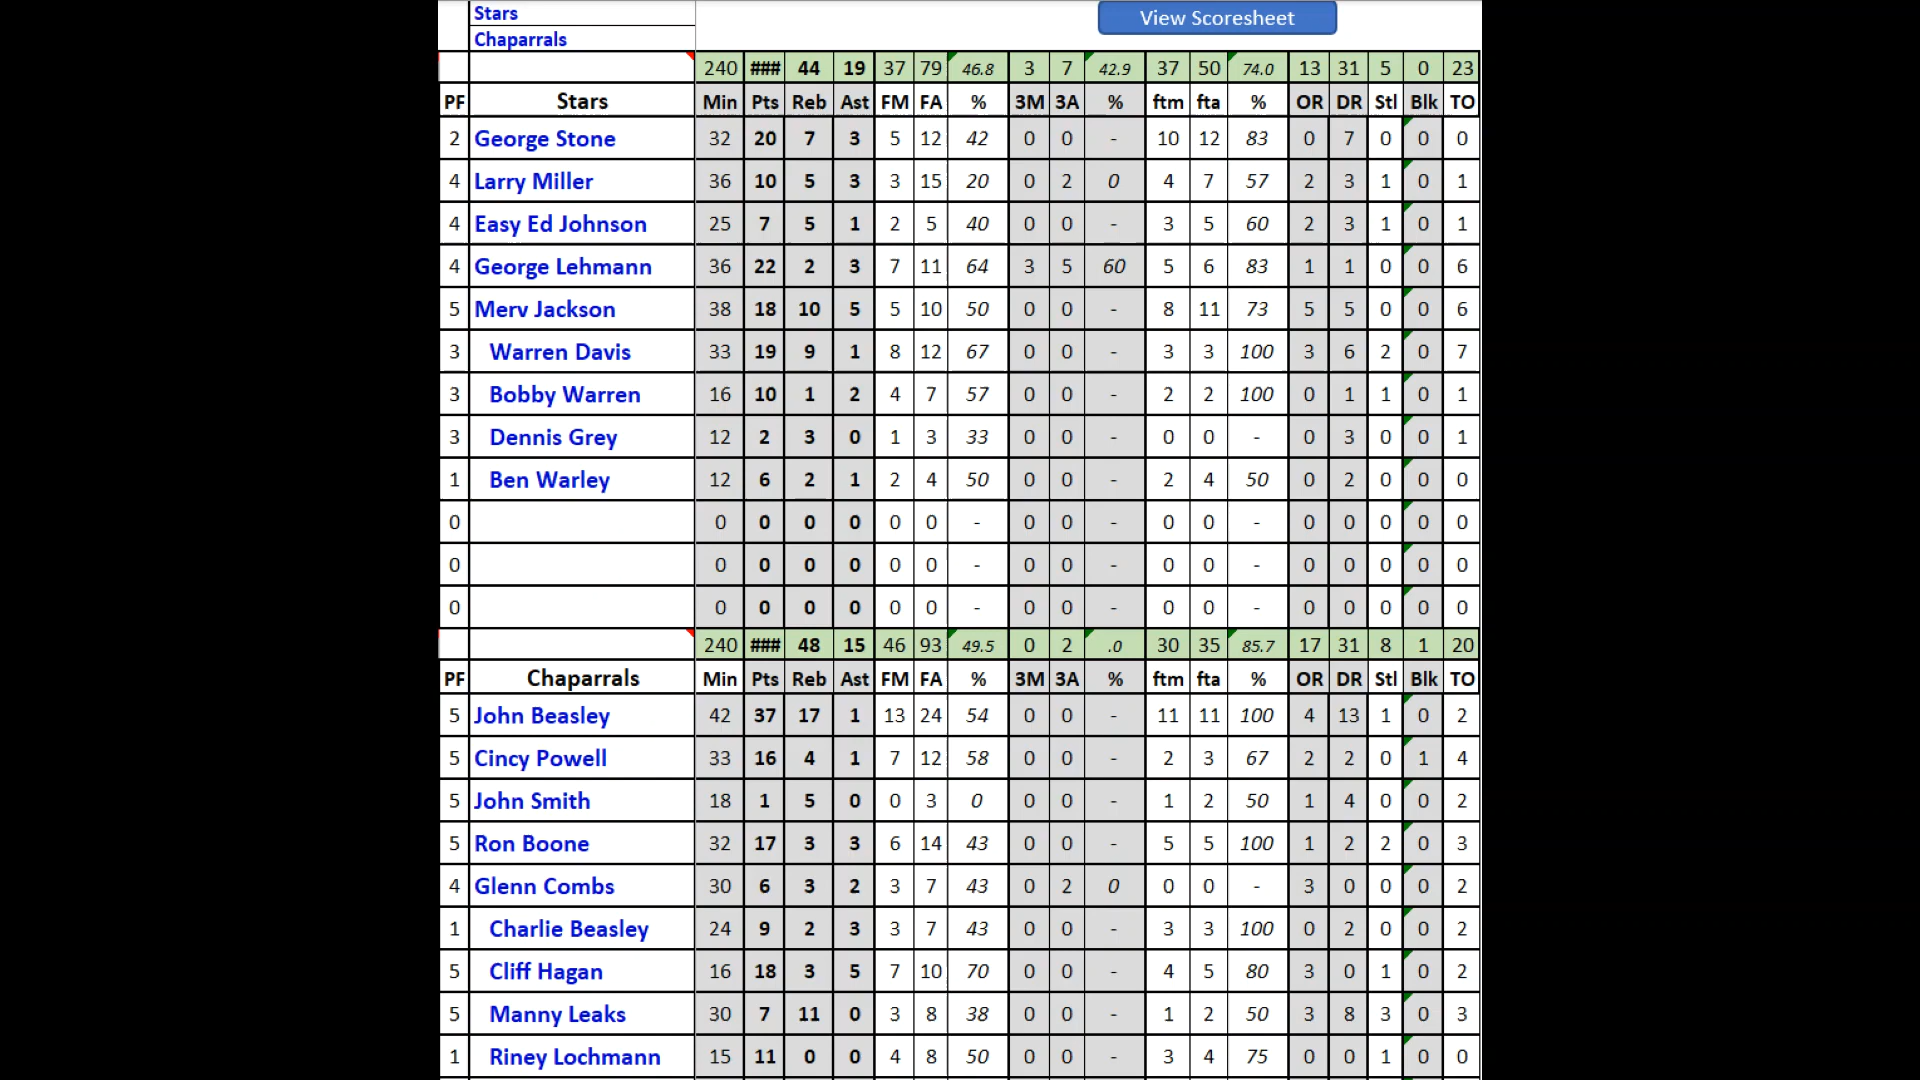 Stars
Chaparrals
View Scoresheet
240 ### 44 19 37 79 46.8 3 7 42.9 37 50 74.0 13 31 5 0 23
PF Stars Min Pts Reb Ast FM FA % 3M 3A % ftm fta % OR DR Stl Blk TO
2 George Stone 32 20 7 3 5 12 42 0 0 - 10 12 83 0 7 0 0 0
4 Larry Miller 36 10 5 3 3 15 20 0 2 0 4 7 57 2 3 1 0 1
4 Easy Ed Johnson 25 7 5 1 2 5 40 0 0 - 3 5 60 2 3 1 0 1
4 George Lehmann 36 22 2 3 7 11 64 3 5 60 5 6 83 1 1 0 0 6
5 Merv Jackson 38 18 10 5 5 10 50 0 0 - 8 11 73 5 5 0 0 6
3 Warren Davis 33 19 9 1 8 12 67 0 0 - 3 3 100 3 6 2 0 7
3 Bobby Warren 16 10 1 2 4 7 57 0 0 - 2 2 100 0 1 1 0 1
3 Dennis Grey 12 2 3 0 1 3 33 0 0 - 0 0 - 0 3 0 0 1
1 Ben Warley 12 6 2 1 2 4 50 0 0 - 2 4 50 0 2 0 0 0
0 0 0 0 0 0 0 - 0 0 - 0 0 - 0 0 0 0 0
0 0 0 0 0 0 0 - 0 0 - 0 0 - 0 0 0 0 0
0 0 0 0 0 0 0 - 0 0 - 0 0 - 0 0 0 0 0
240 ### 48 15 46 93 49.5 0 2 .0 30 35 85.7 17 31 8 1 20
PF Chaparrals Min Pts Reb Ast FM FA % 3M 3A % ftm fta % OR DR Stl Blk TO
5 John Beasley 42 37 17 1 13 24 54 0 0 - 11 11 100 4 13 1 0 2
5 Cincy Powell 33 16 4 1 7 12 58 0 0 - 2 3 67 2 2 0 1 4
5 John Smith 18 1 5 0 0 3 0 0 0 - 1 2 50 1 4 0 0 2
5 Ron Boone 32 17 3 3 6 14 43 0 0 - 5 5 100 1 2 2 0 3
4 Glenn Combs 30 6 3 2 3 7 43 0 2 0 0 0 - 3 0 0 0 2
1 Charlie Beasley 24 9 2 3 3 7 43 0 0 - 3 3 100 0 2 0 0 2
5 Cliff Hagan 16 18 3 5 7 10 70 0 0 - 4 5 80 3 0 1 0 2
5 Manny Leaks 30 7 11 0 3 8 38 0 0 - 1 2 50 3 8 3 0 3
1 Riney Lochmann 15 11 0 0 4 8 50 0 0 - 3 4 75 0 0 1 0 0